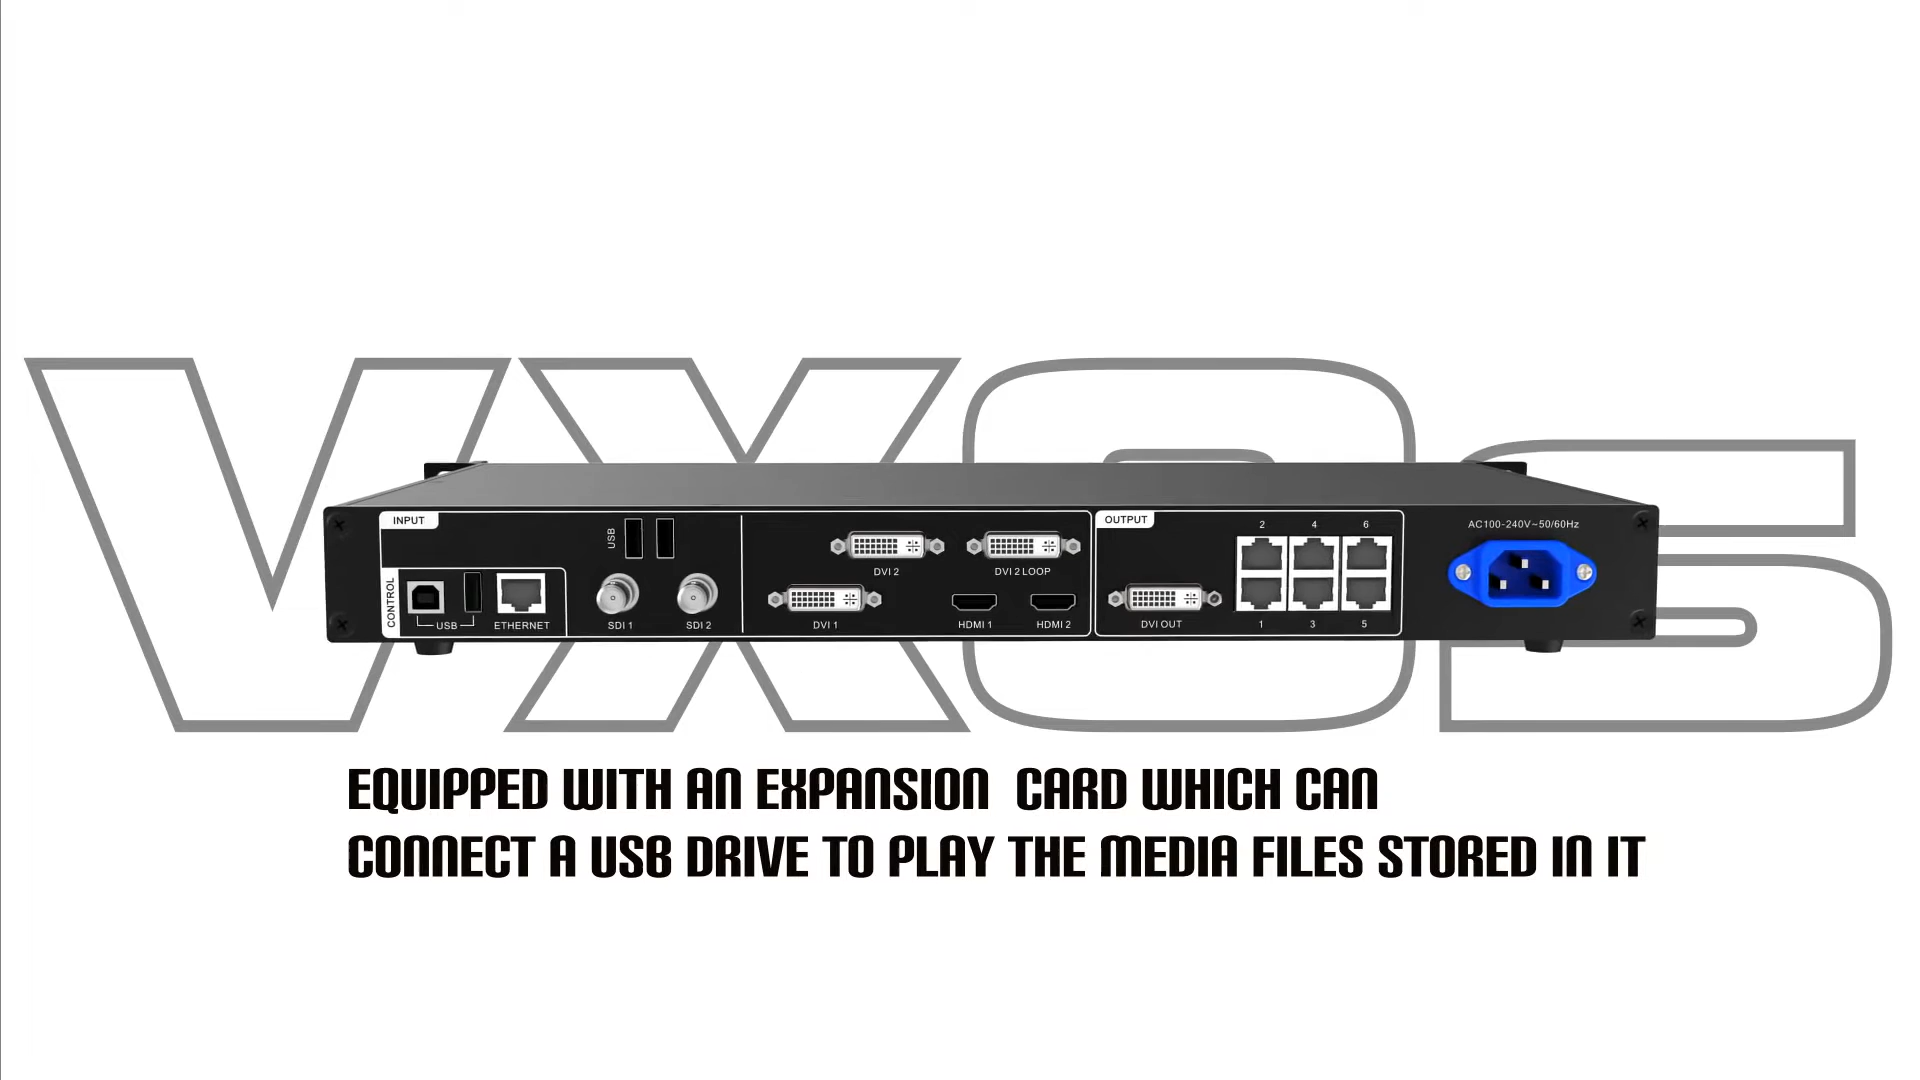 VX6S
INPUT
USB
CONTROL
USB
ETHERNET
SDI 1
SDI 2
DVI 2
DVI 2 LOOP
DVI 1
HDMI 1
HDMI 2
OUTPUT
2 4 6
DVI OUT
1 3 5
AC100-240V~50/60Hz
EQUIPPED WITH AN EXPANSION CARD WHICH CAN
CONNECT A USB DRIVE TO PLAY THE MEDIA FILES STORED IN IT